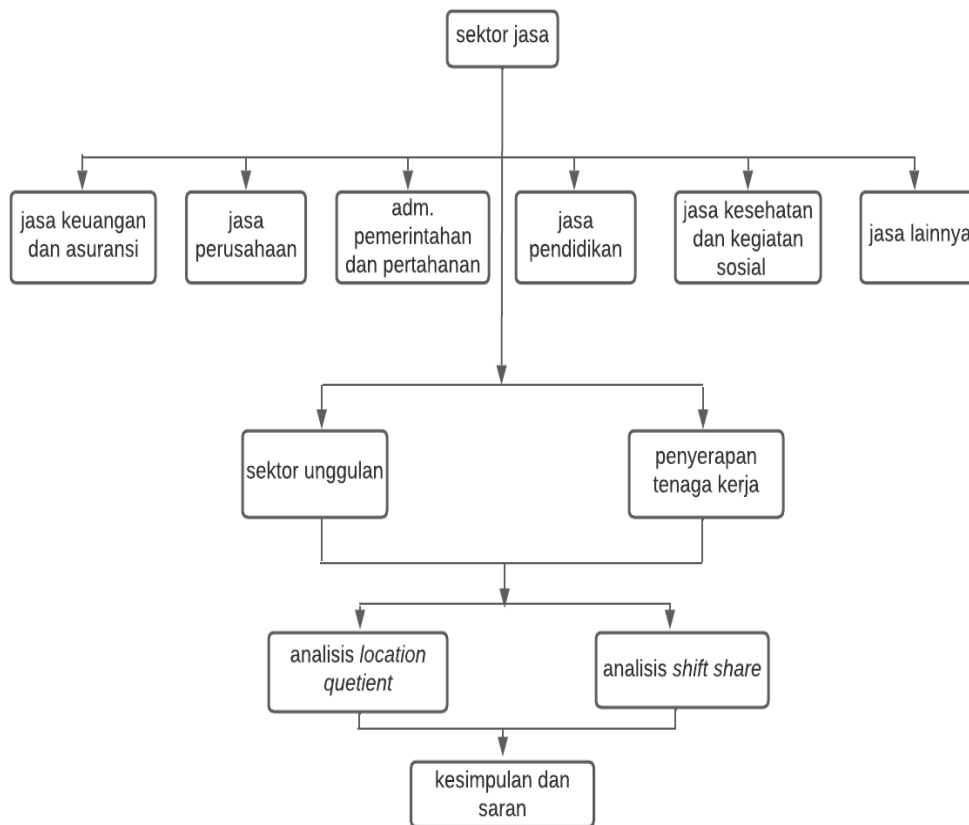 sektor jasa
jasa keuangan
dan asuransi
jasa
perusahaan
adm.
pemerintahan
dan pertahanan
jasa
pendidikan
jasa kesehatan
dan kegiatan
sosial
jasa lainnya
sektor unggulan
penyerapan
tenaga kerja
analisis location
quetient
analisis shift share
kesimpulan dan
saran